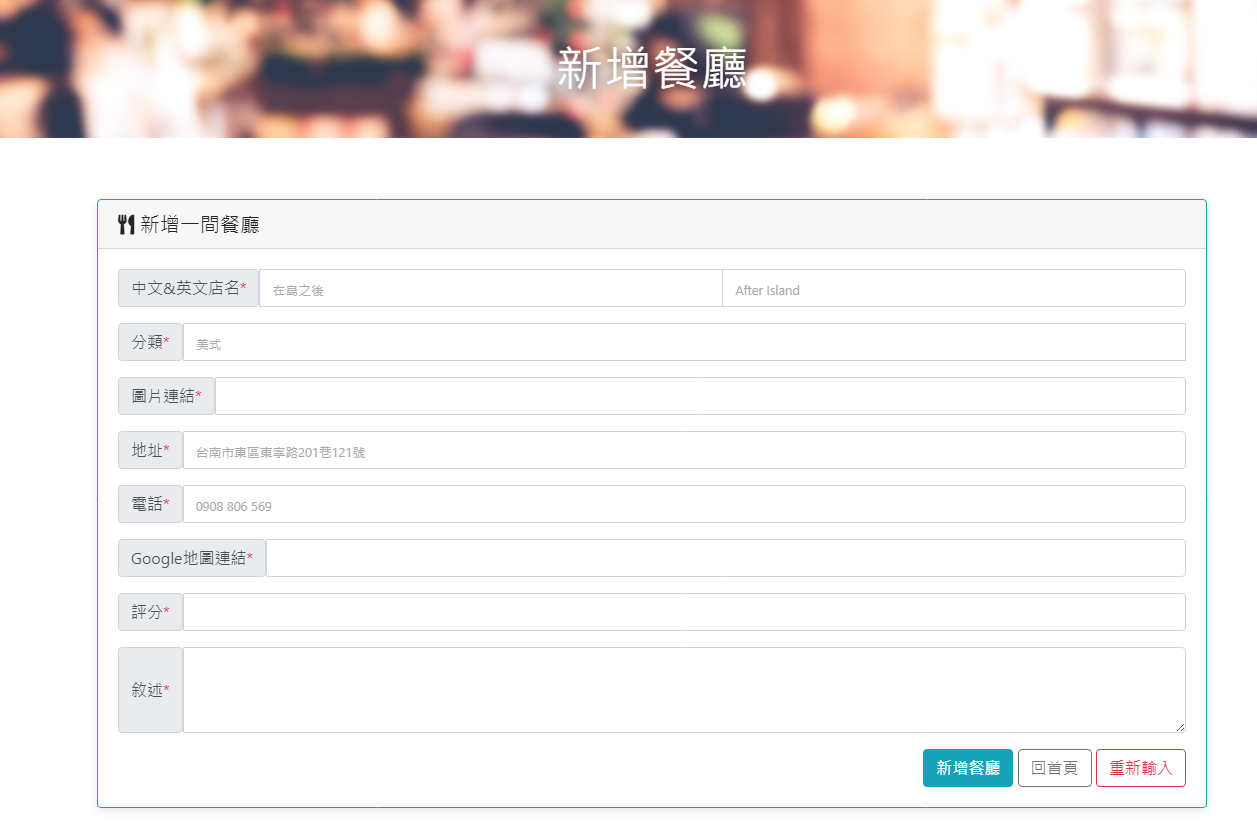 新增餐廳
新增一間餐廳
中文&英文店名* 在島之後 After Island
分類* 美式
圖片連結*
地址* 台南市東區東寧路201巷121號
電話* 0908 806 569
Google地圖連結*
評分*
敘述*
新增餐廳 回首頁 重新輸入